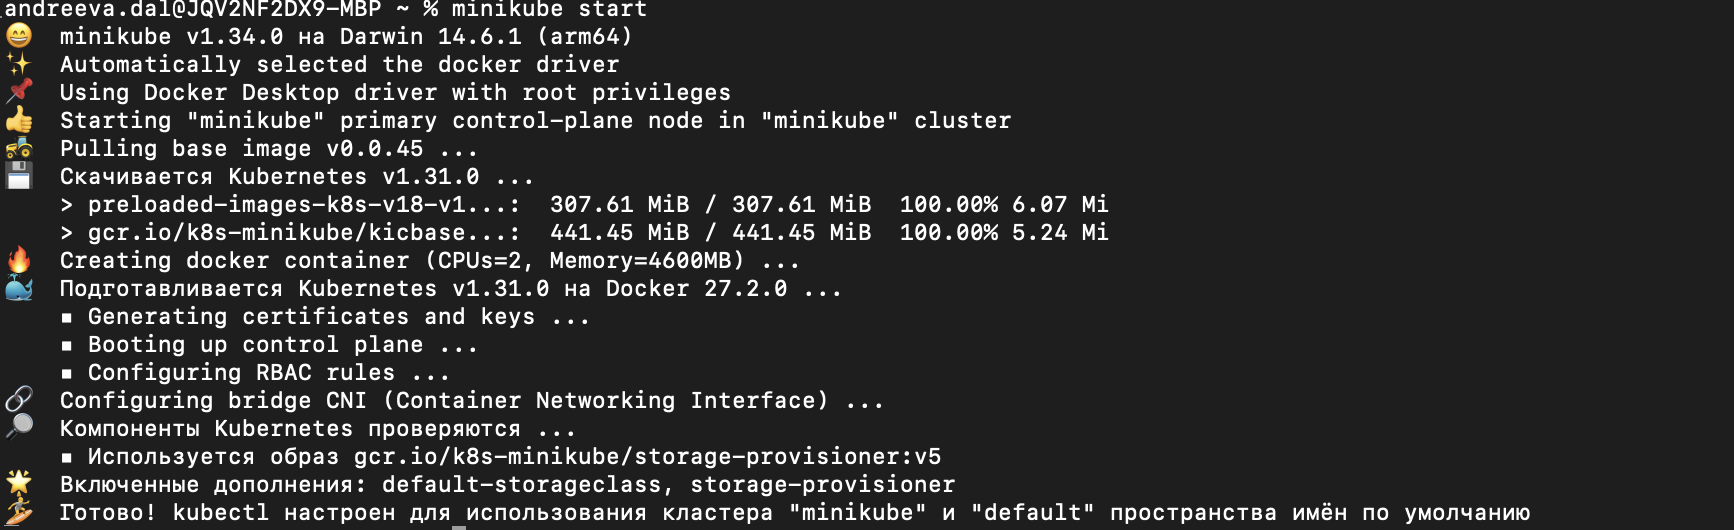 andreeva.dal@JQV2NF2DX9-MBP ~ % minikube start
😄 minikube v1.34.0 на Darwin 14.6.1 (arm64)
✨ Automatically selected the docker driver
📌 Using Docker Desktop driver with root privileges
👍 Starting "minikube" primary control-plane node in "minikube" cluster
🚜 Pulling base image v0.0.45 ...
💾 Скачивается Kubernetes v1.31.0 ...
> preloaded-images-k8s-v18-v1...: 307.61 MiB / 307.61 MiB 100.00% 6.07 Mi
> gcr.io/k8s-minikube/kicbase...: 441.45 MiB / 441.45 MiB 100.00% 5.24 Mi
🔥 Creating docker container (CPUs=2, Memory=4600MB) ...
🐳 Подготавливается Kubernetes v1.31.0 на Docker 27.2.0 ...
▪ Generating certificates and keys ...
▪ Booting up control plane ...
▪ Configuring RBAC rules ...
🔗 Configuring bridge CNI (Container Networking Interface) ...
🔎 Компоненты Kubernetes проверяются ...
▪ Используется образ gcr.io/k8s-minikube/storage-provisioner:v5
🌟 Включенные дополнения: default-storageclass, storage-provisioner
🏄 Готово! kubectl настроен для использования кластера "minikube" и "default" пространства имён по умолчанию